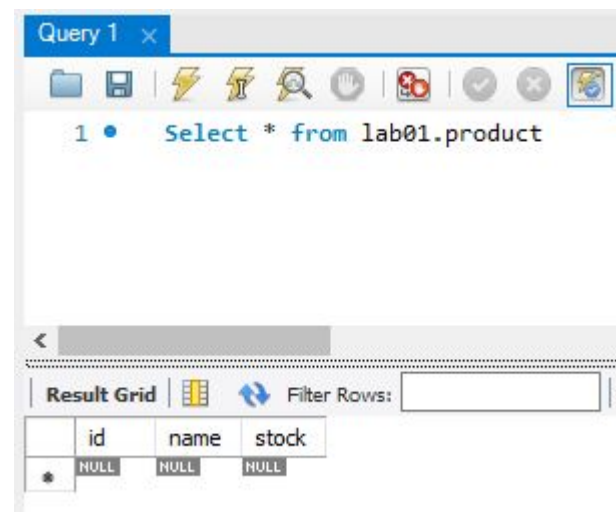 Query 1
1 Select * from lab01.product
Result Grid Filter Rows:
id name stock
NULL NULL NULL